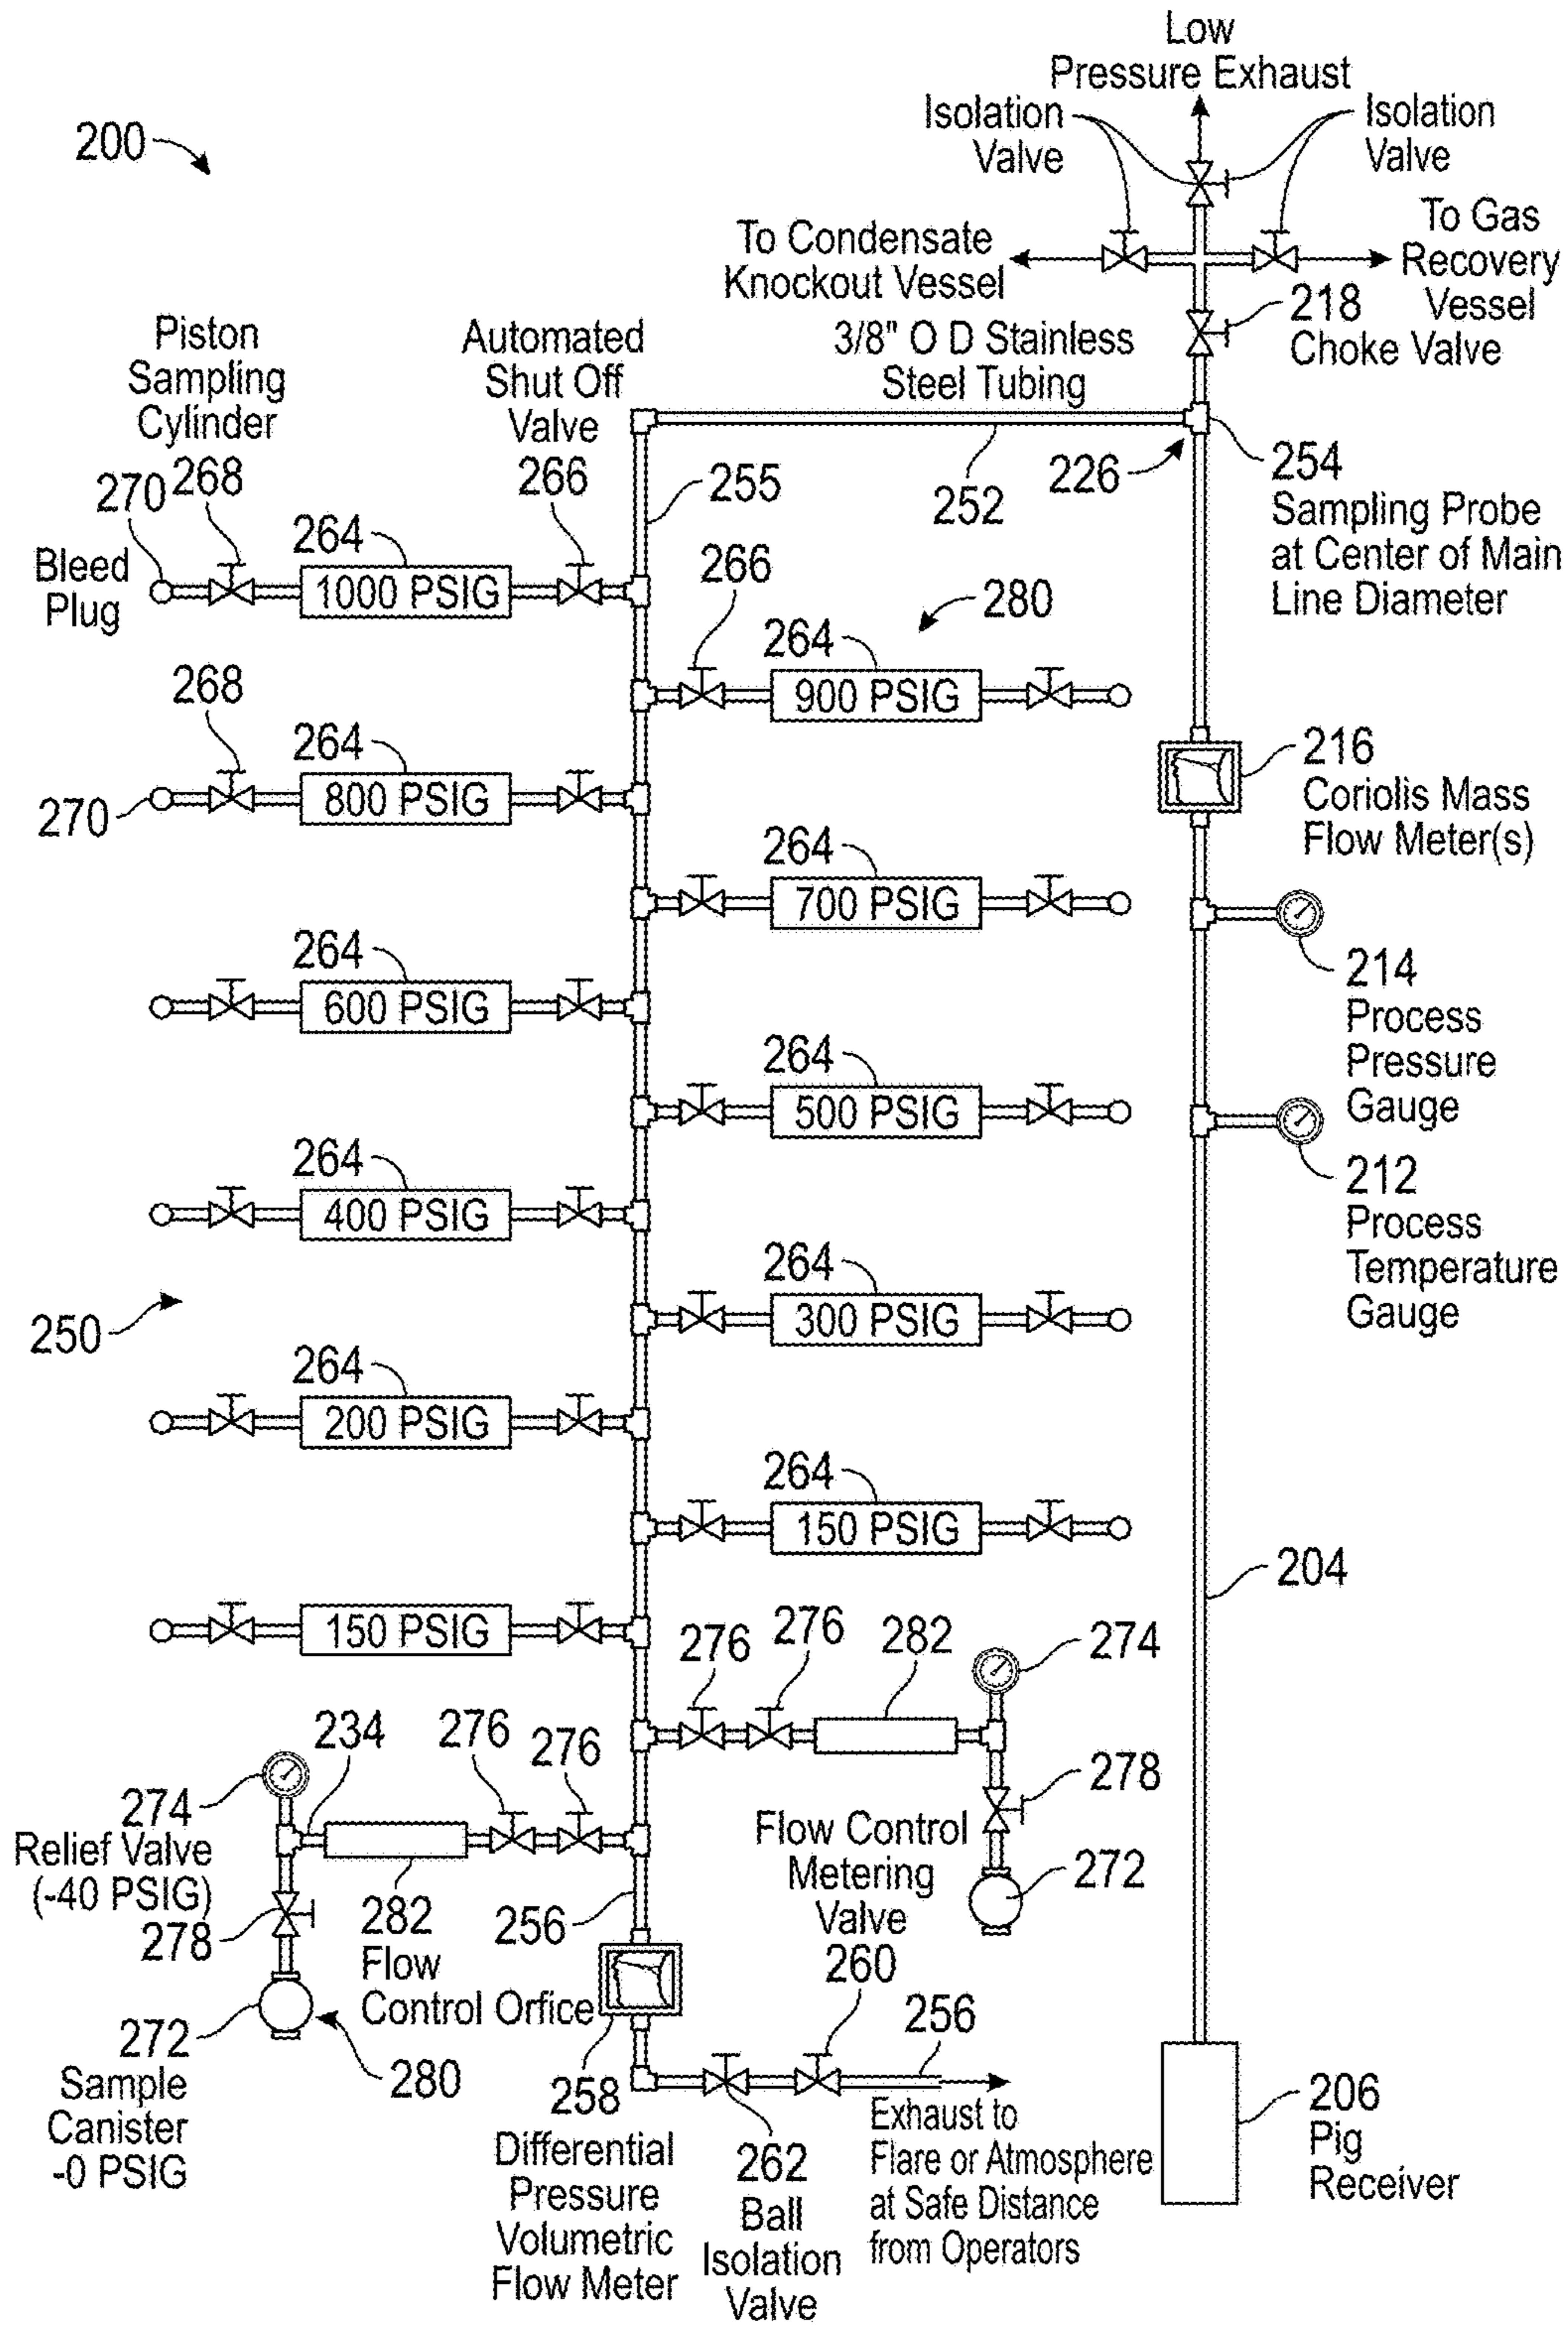 200
Low
Pressure Exhaust
Isolation
Valve
Isolation
Valve
To Condensate
Knockout Vessel
To Gas
Recovery
Vessel
218
Choke Valve
3/8" O D Stainless
Steel Tubing
252
226
254
Sampling Probe
at Center of Main
Line Diameter
Piston
Sampling
Cylinder
Automated
Shut Off
Valve
270
268
266
255
Bleed
Plug
264
1000 PSIG
266
280
264
900 PSIG
268
264
270
800 PSIG
216
Coriolis Mass
Flow Meter(s)
264
700 PSIG
264
600 PSIG
214
Process
Pressure
Gauge
264
500 PSIG
264
400 PSIG
212
Process
Temperature
Gauge
250
264
300 PSIG
264
200 PSIG
264
150 PSIG
204
150 PSIG
276
276
282
274
234
276
276
274
Relief Valve
(-40 PSIG)
278
282
Flow
Control Orfice
256
Flow Control
Metering
Valve
260
278
272
272
Sample
Canister
-0 PSIG
280
258
Differential
Pressure
Volumetric
Flow Meter
262
Ball
Isolation
Valve
256
Exhaust to
Flare or Atmosphere
at Safe Distance
from Operators
206
Pig
Receiver